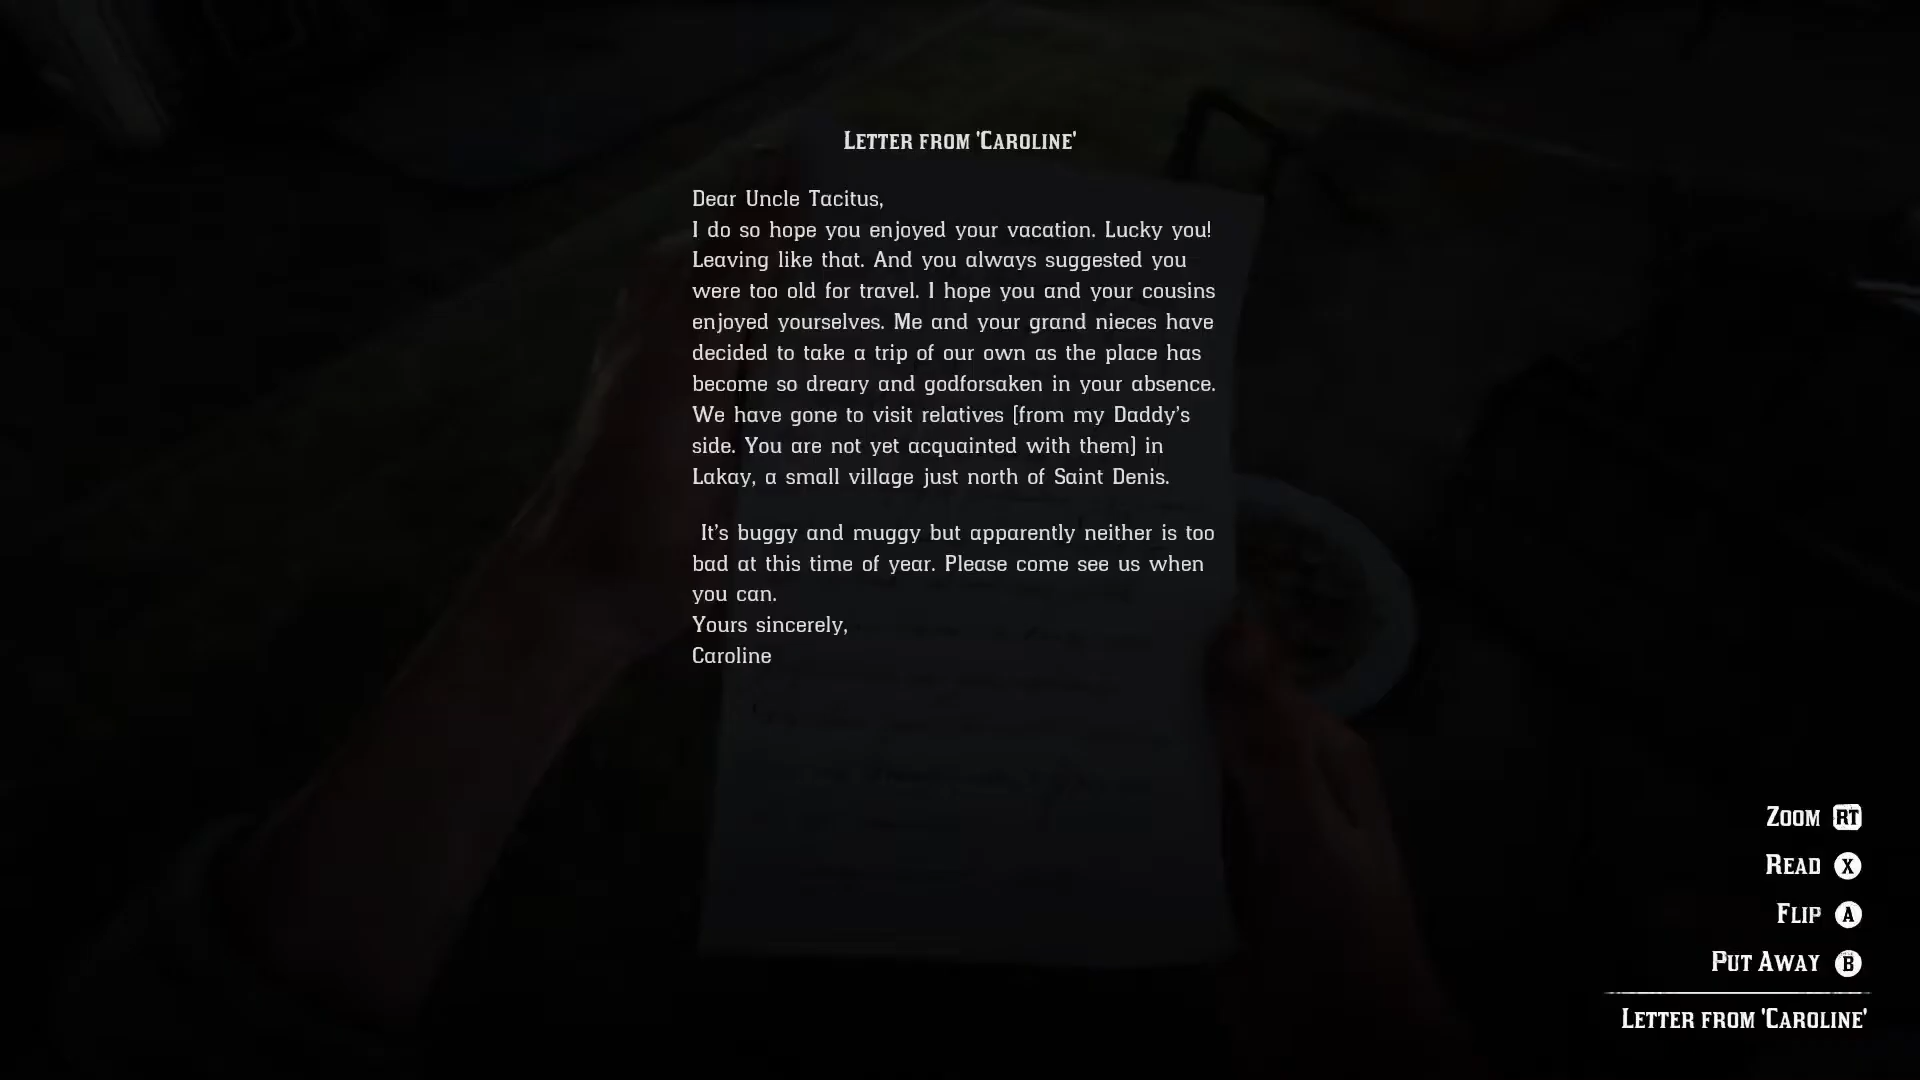 Letter from 'Caroline'
Dear Uncle Tacitus,
I do so hope you enjoyed your vacation. Lucky you!
Leaving like that. And you always suggested you
were too old for travel. I hope you and your cousins
enjoyed yourselves. Me and your grand nieces have
decided to take a trip of our own as the place has
become so dreary and godforsaken in your absence.
We have gone to visit relatives (from my Daddy's
side. You are not yet acquainted with them) in
Lakay, a small village just north of Saint Denis.
It's buggy and muggy but apparently neither is too
bad at this time of year. Please come see us when
you can.
Yours sincerely,
Caroline
Zoom RT
Read X
Flip A
Put Away B
Letter from 'Caroline'